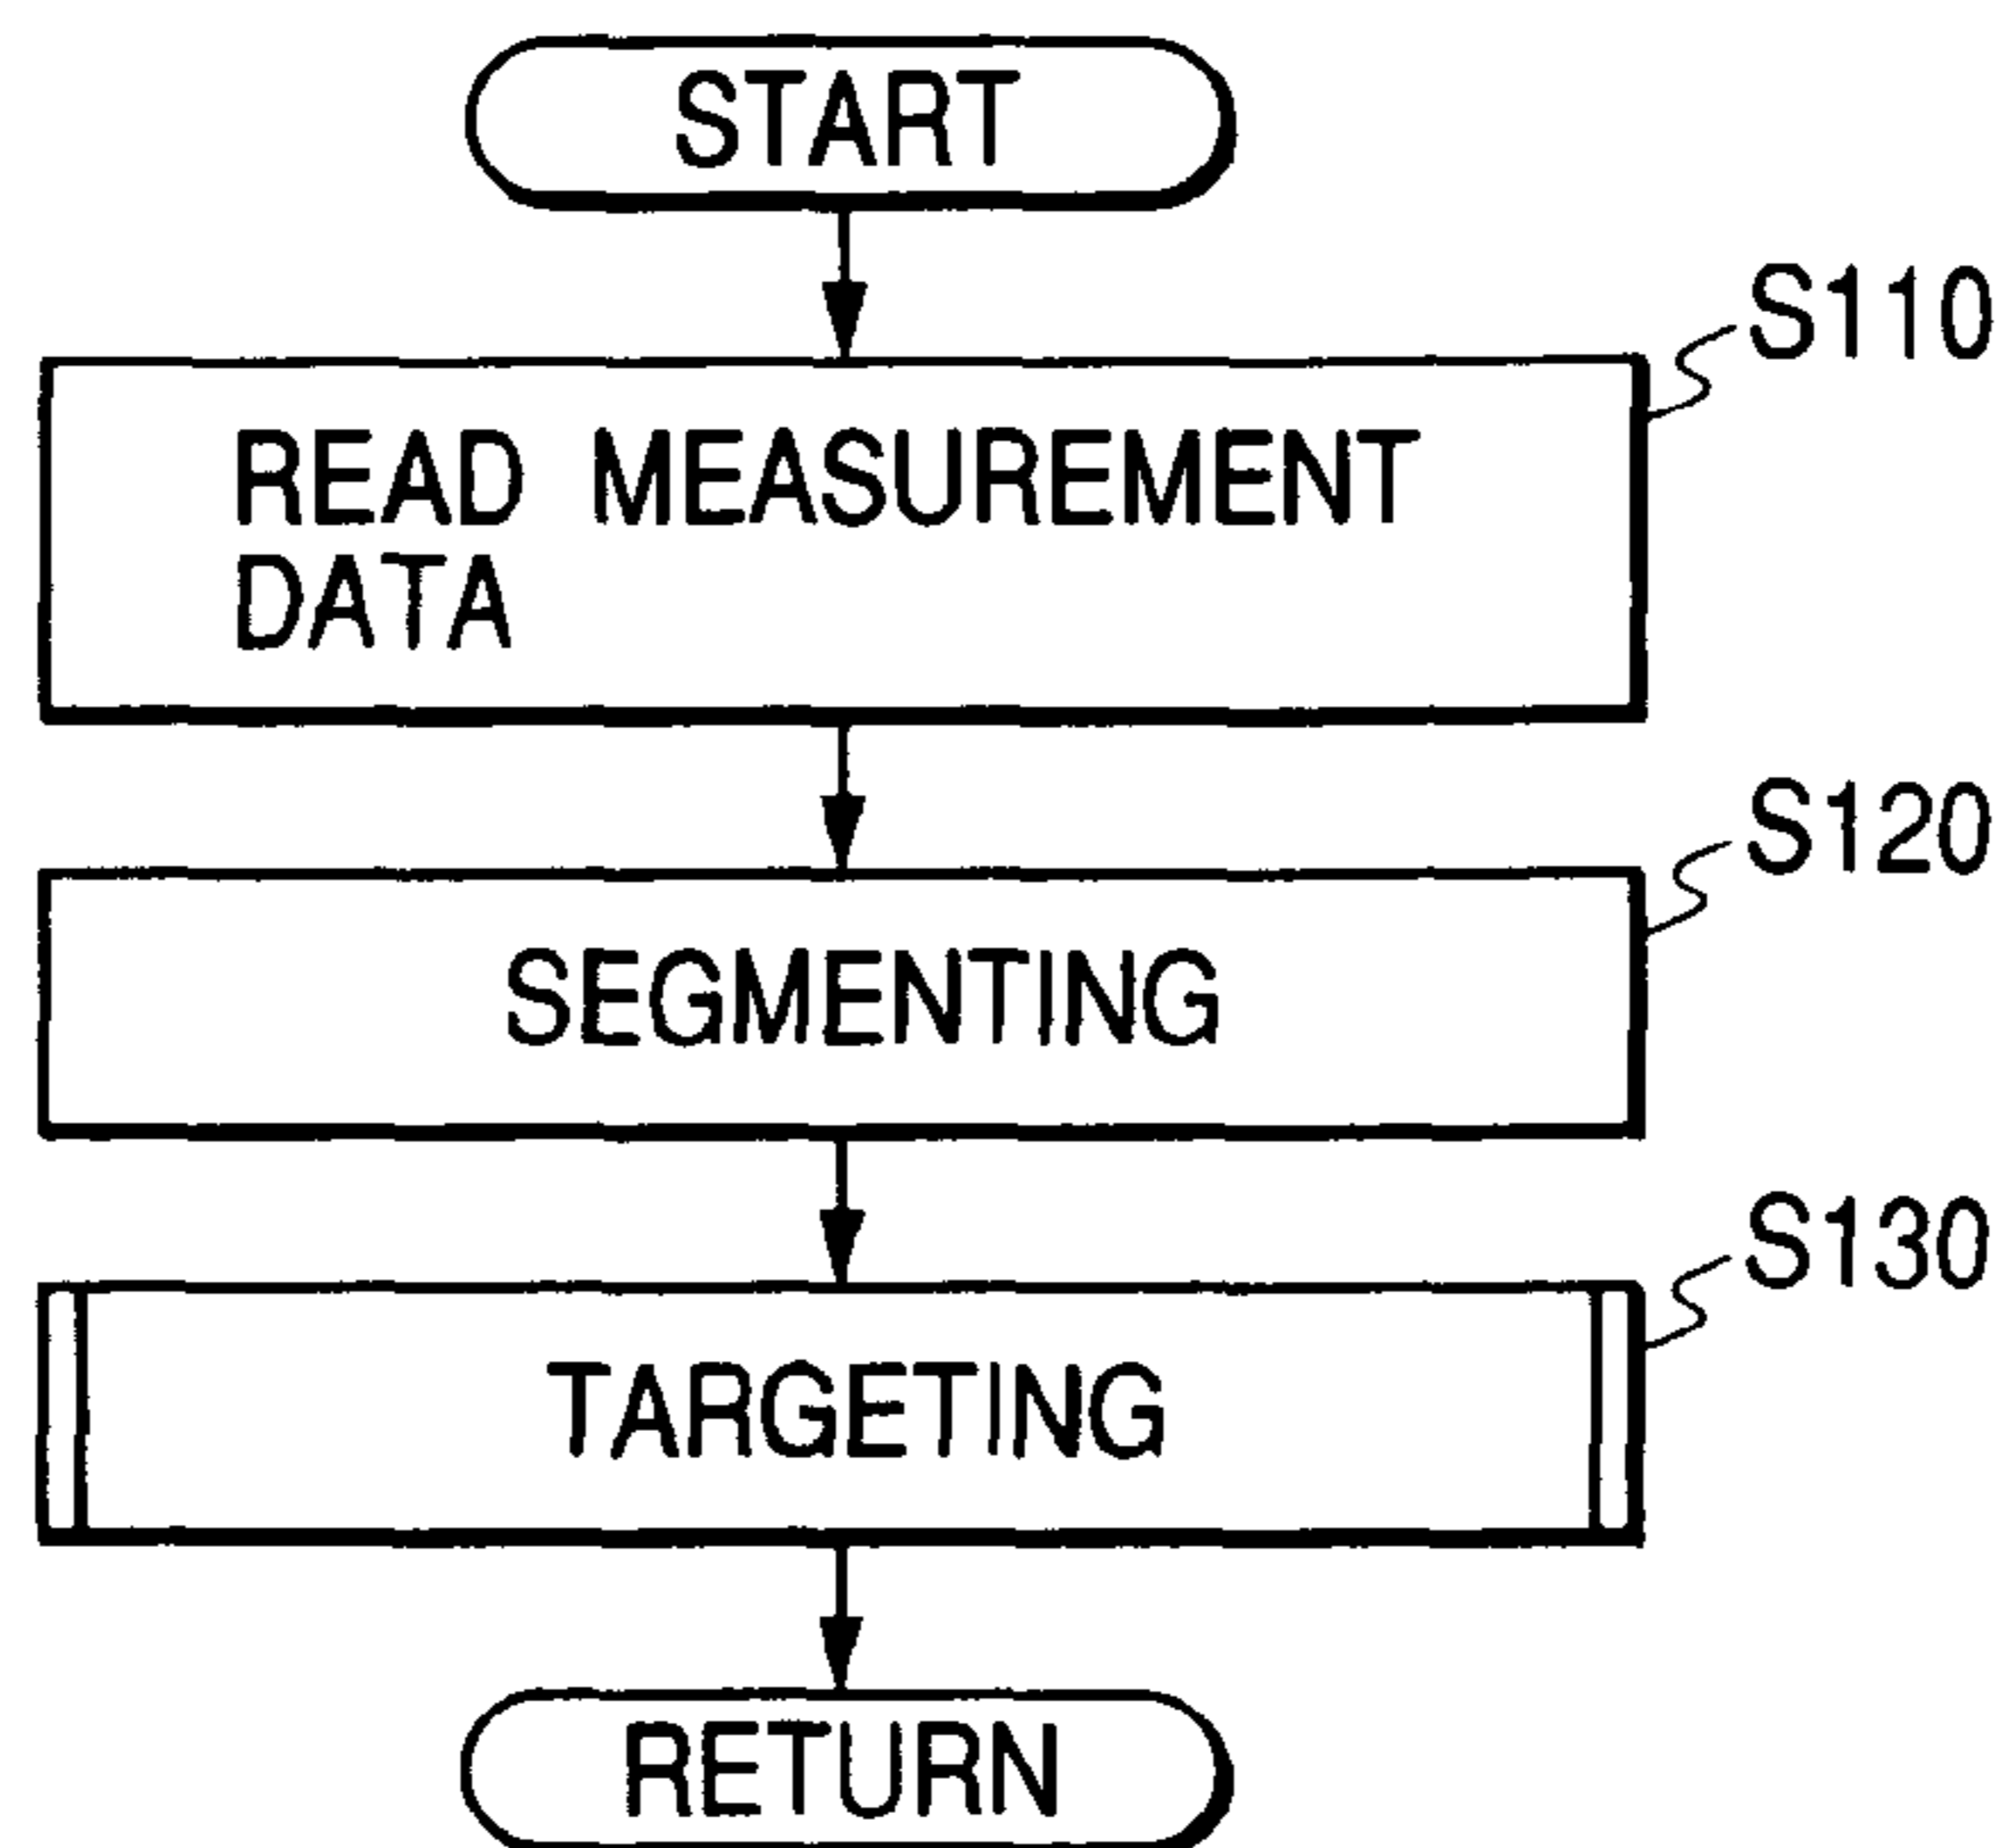 START
S110
READ MEASUREMENT
DATA
S120
SEGMENTING
S130
TARGETING
RETURN